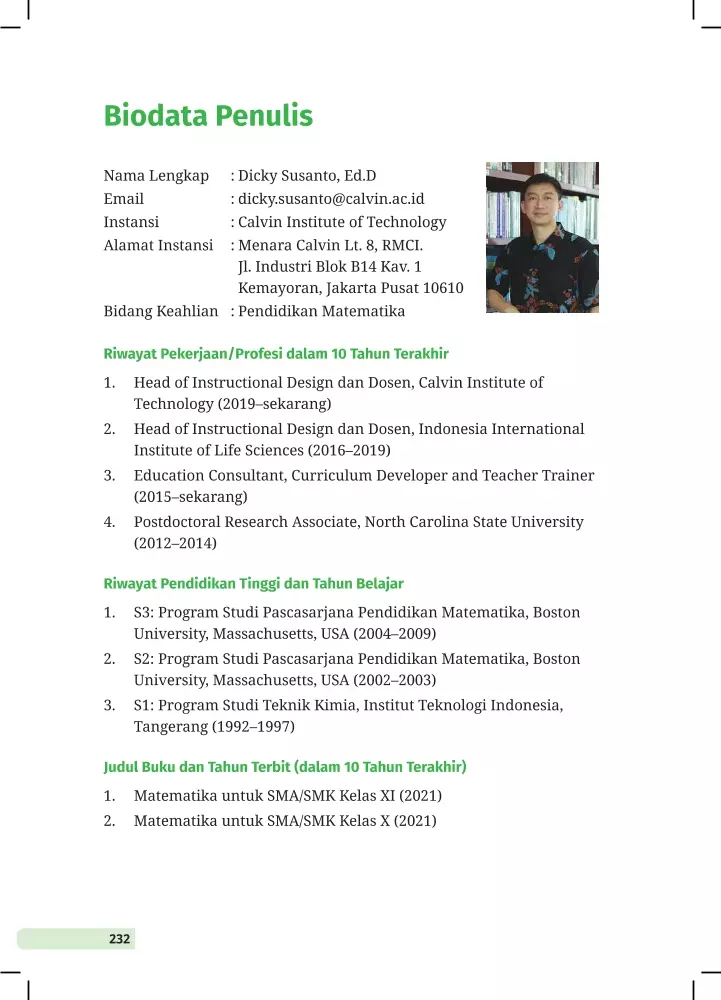 Biodata Penulis
Nama Lengkap : Dicky Susanto, Ed.D
Email : dicky.susanto@calvin.ac.id
Instansi : Calvin Institute of Technology
Alamat Instansi : Menara Calvin Lt. 8, RMCI.
Jl. Industri Blok B14 Kav. 1
Kemayoran, Jakarta Pusat 10610
Bidang Keahlian : Pendidikan Matematika
Riwayat Pekerjaan/Profesi dalam 10 Tahun Terakhir
1. Head of Instructional Design dan Dosen, Calvin Institute of
Technology (2019–sekarang)
2. Head of Instructional Design dan Dosen, Indonesia International
Institute of Life Sciences (2016–2019)
3. Education Consultant, Curriculum Developer and Teacher Trainer
(2015–sekarang)
4. Postdoctoral Research Associate, North Carolina State University
(2012–2014)
Riwayat Pendidikan Tinggi dan Tahun Belajar
1. S3: Program Studi Pascasarjana Pendidikan Matematika, Boston
University, Massachusetts, USA (2004–2009)
2. S2: Program Studi Pascasarjana Pendidikan Matematika, Boston
University, Massachusetts, USA (2002–2003)
3. S1: Program Studi Teknik Kimia, Institut Teknologi Indonesia,
Tangerang (1992–1997)
Judul Buku dan Tahun Terbit (dalam 10 Tahun Terakhir)
1. Matematika untuk SMA/SMK Kelas XI (2021)
2. Matematika untuk SMA/SMK Kelas X (2021)
232